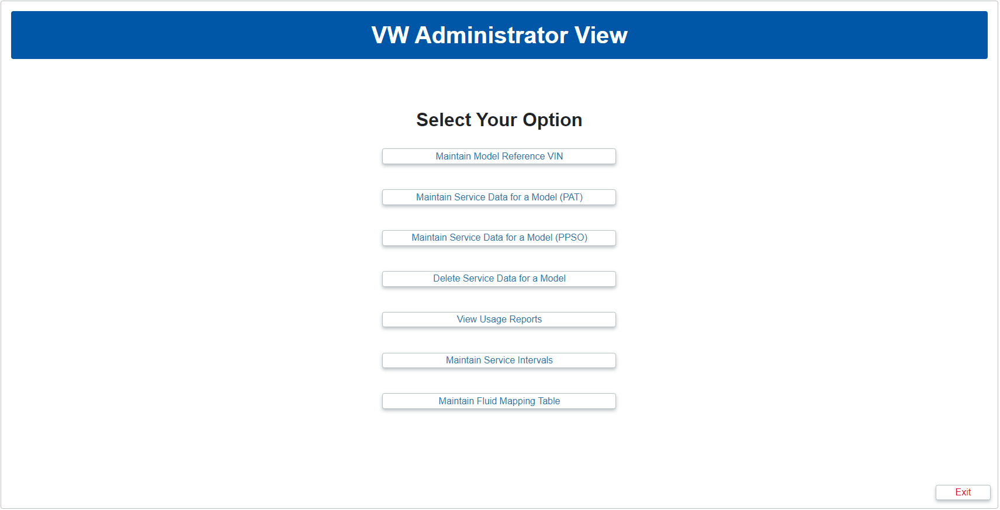 VW Administrator View
Select Your Option
Maintain Model Reference VIN
Maintain Service Data for a Model (PAT)
Maintain Service Data for a Model (PPSO)
Delete Service Data for a Model
View Usage Reports
Maintain Service Intervals
Maintain Fluid Mapping Table
Exit